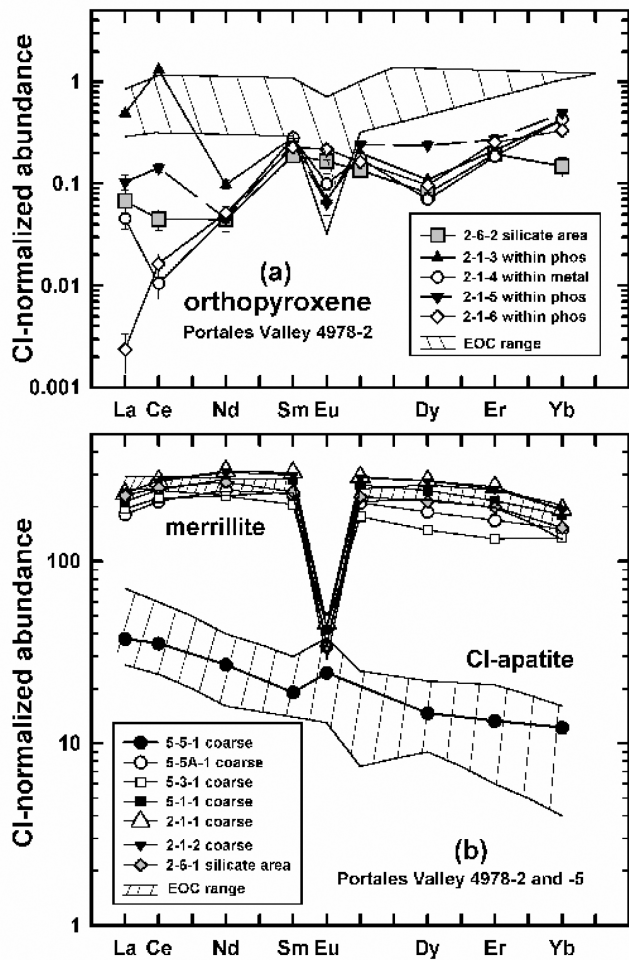 CI-normalized abundance
1
0.1
0.01
0.001
(a)
orthopyroxene
Portales Valley 4978-2
2-6-2 silicate area
2-1-3 within phos
2-1-4 within metal
2-1-5 within phos
2-1-6 within phos
EOC range
La Ce Nd Sm Eu Dy Er Yb
CI-normalized abundance
100
10
1
merrillite
Cl-apatite
5-5-1 coarse
5-5A-1 coarse
5-3-1 coarse
5-1-1 coarse
2-1-1 coarse
2-1-2 coarse
2-6-1 silicate area
EOC range
(b)
Portales Valley 4978-2 and -5
La Ce Nd Sm Eu Dy Er Yb